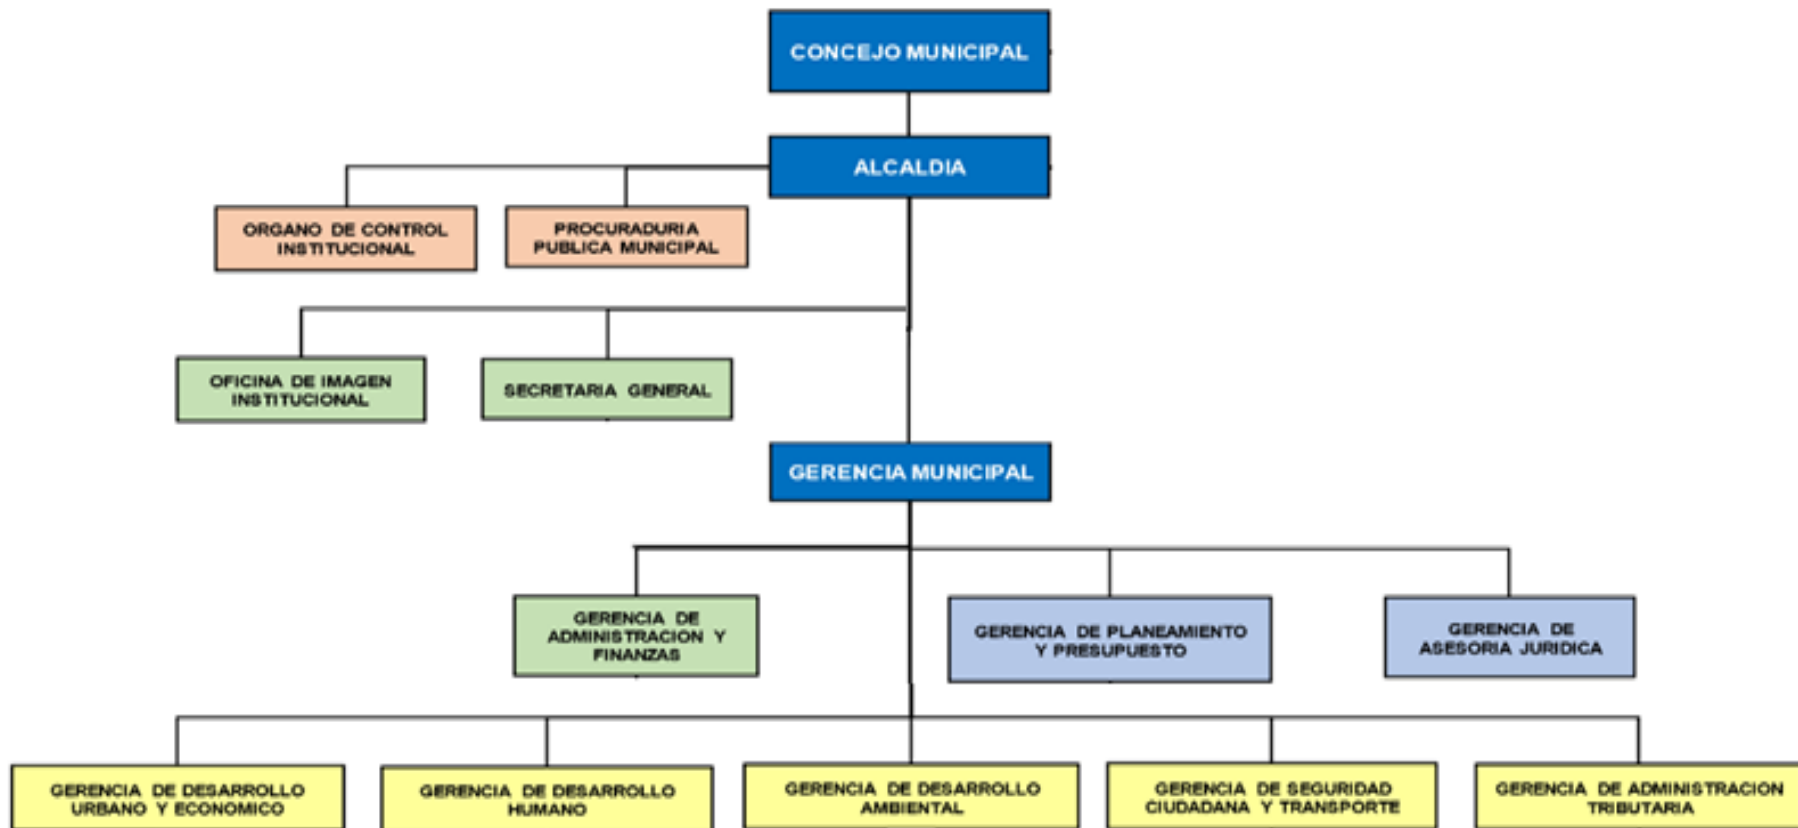 CONCEJO MUNICIPAL
ALCALDIA
ORGANO DE CONTROL
INSTITUCIONAL
PROCURADURIA
PUBLICA MUNICIPAL
OFICINA DE IMAGEN
INSTITUCIONAL
SECRETARIA GENERAL
GERENCIA MUNICIPAL
GERENCIA DE
ADMINISTRACION Y
FINANZAS
GERENCIA DE PLANEAMIENTO
Y PRESUPUESTO
GERENCIA DE
ASESORIA JURIDICA
GERENCIA DE DESARROLLO
URBANO Y ECONOMICO
GERENCIA DE DESARROLLO
HUMANO
GERENCIA DE DESARROLLO
AMBIENTAL
GERENCIA DE SEGURIDAD
CIUDADANA Y TRANSPORTE
GERENCIA DE ADMINISTRACION
TRIBUTARIA